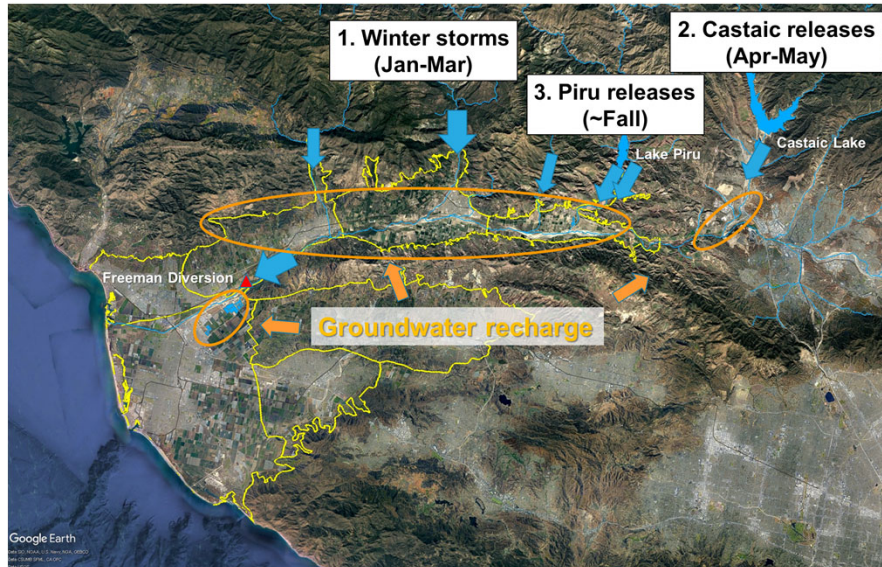 1. Winter storms
(Jan-Mar)
2. Castaic releases
(Apr-May)
3. Piru releases
(~Fall)
Lake Piru
Castaic Lake
Freeman Diversion
Groundwater recharge
Google Earth